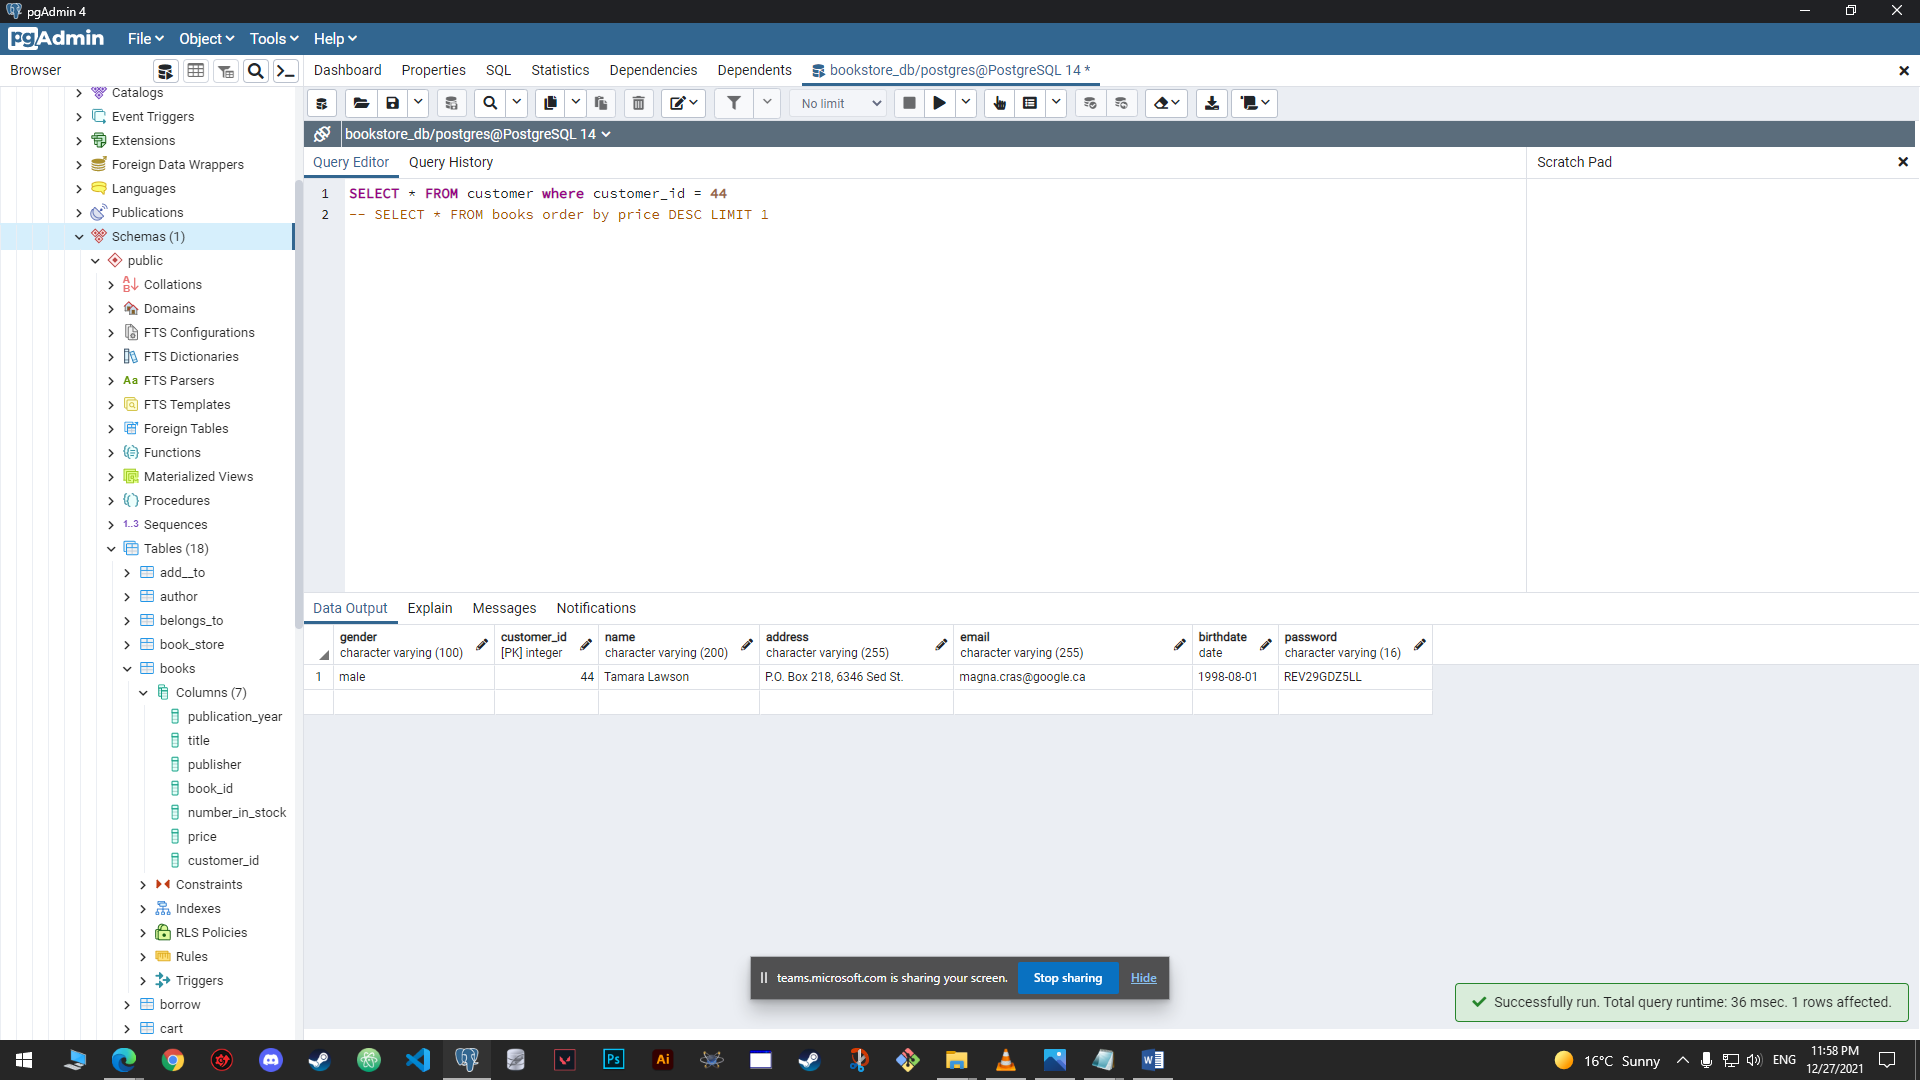 pgAdmin 4
pgAdmin File Object Tools Help
Browser
Dashboard Properties SQL Statistics Dependencies Dependents bookstore_db/postgres@PostgreSQL 14 *
No limit
bookstore_db/postgres@PostgreSQL 14
Query Editor Query History
Scratch Pad
1 SELECT * FROM customer where customer_id = 44
2 -- SELECT * FROM books order by price DESC LIMIT 1
Catalogs
Event Triggers
Extensions
Foreign Data Wrappers
Languages
Publications
Schemas (1)
public
Collations
Domains
FTS Configurations
FTS Dictionaries
Aa FTS Parsers
FTS Templates
Foreign Tables
Functions
Materialized Views
Procedures
1..3 Sequences
Tables (18)
add__to
author
belongs_to
book_store
books
Columns (7)
publication_year
title
publisher
book_id
number_in_stock
price
customer_id
Constraints
Indexes
RLS Policies
Rules
Triggers
borrow
cart
Data Output Explain Messages Notifications
gender customer_id name address email birthdate password
character varying (100) [PK] integer character varying (200) character varying (255) character varying (255) date character varying (16)
1 male 44 Tamara Lawson P.O. Box 218, 6346 Sed St. magna.cras@google.ca 1998-08-01 REV29GDZ5LL
teams.microsoft.com is sharing your screen. Stop sharing Hide
Successfully run. Total query runtime: 36 msec. 1 rows affected.
Ps Ai
16°C Sunny ENG
11:58 PM
12/27/2021